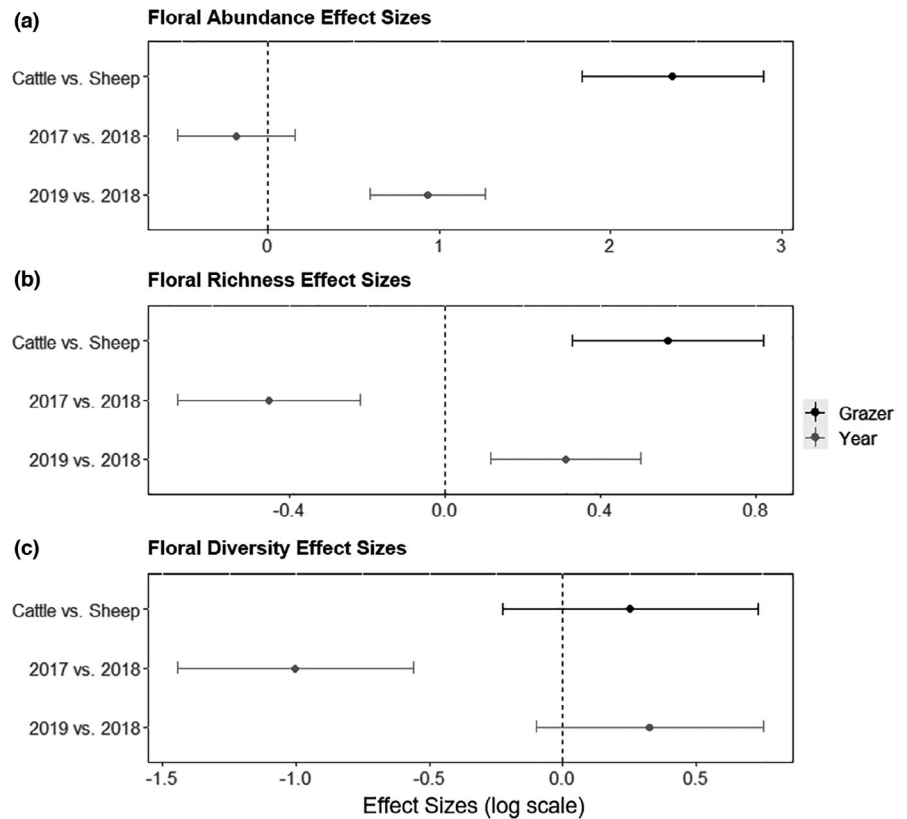 (a) Floral Abundance Effect Sizes
Cattle vs. Sheep
2017 vs. 2018
2019 vs. 2018
0 1 2 3
(b) Floral Richness Effect Sizes
Cattle vs. Sheep
2017 vs. 2018
2019 vs. 2018
-0.4 0.0 0.4 0.8
Grazer
Year
(c) Floral Diversity Effect Sizes
Cattle vs. Sheep
2017 vs. 2018
2019 vs. 2018
-1.5 -1.0 -0.5 0.0 0.5
Effect Sizes (log scale)